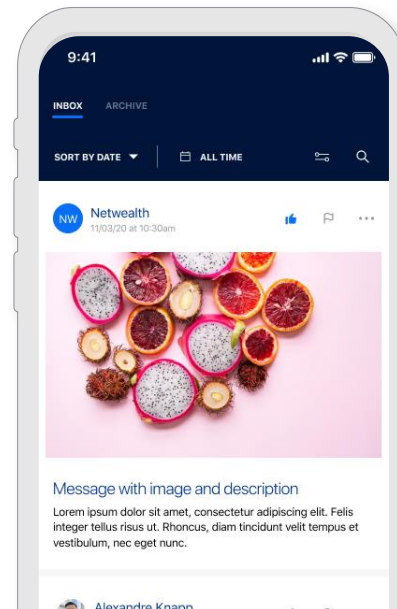 9:41
INBOX ARCHIVE
SORT BY DATE ALL TIME
NW Netwealth
11/03/20 at 10:30am
Message with image and description
Lorem ipsum dolor sit amet, consectetur adipiscing elit. Felis
integer tellus risus ut. Rhoncus, diam tincidunt velit tempus et
vestibulum, nec eget nunc.
Alexandre Knapp